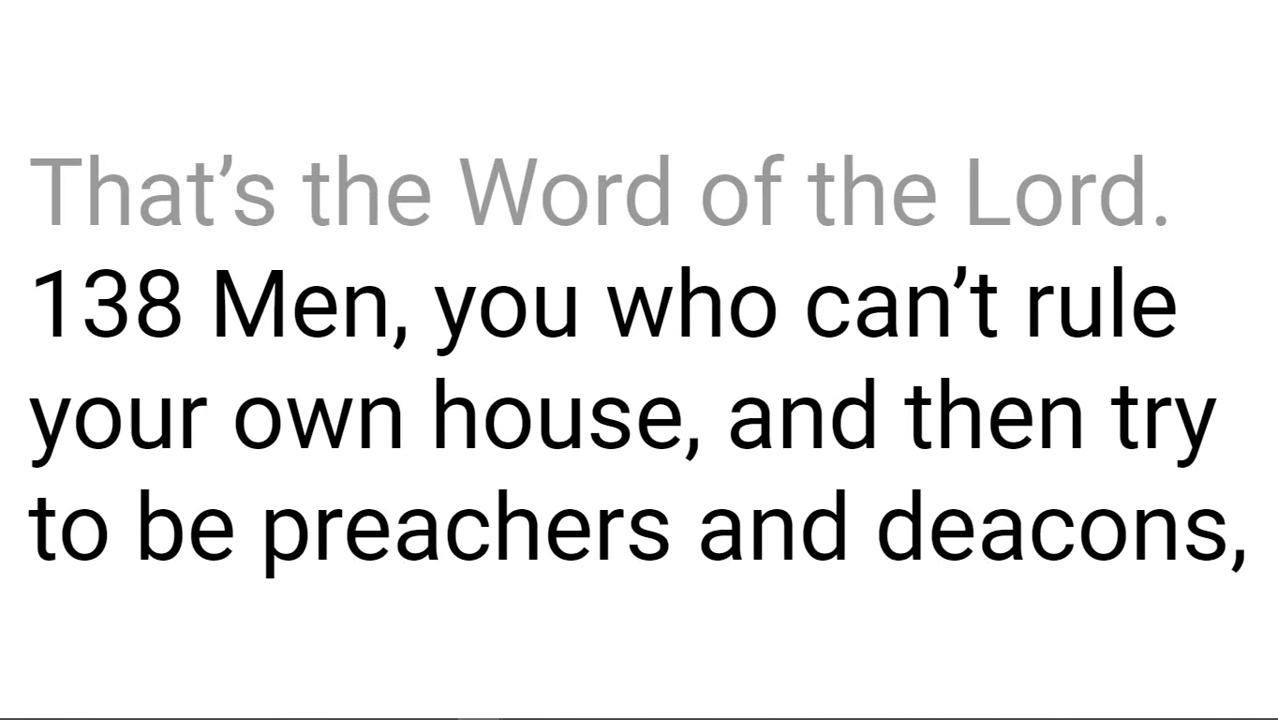 That’s the Word of the Lord.
138 Men, you who can’t rule
your own house, and then try
to be preachers and deacons,